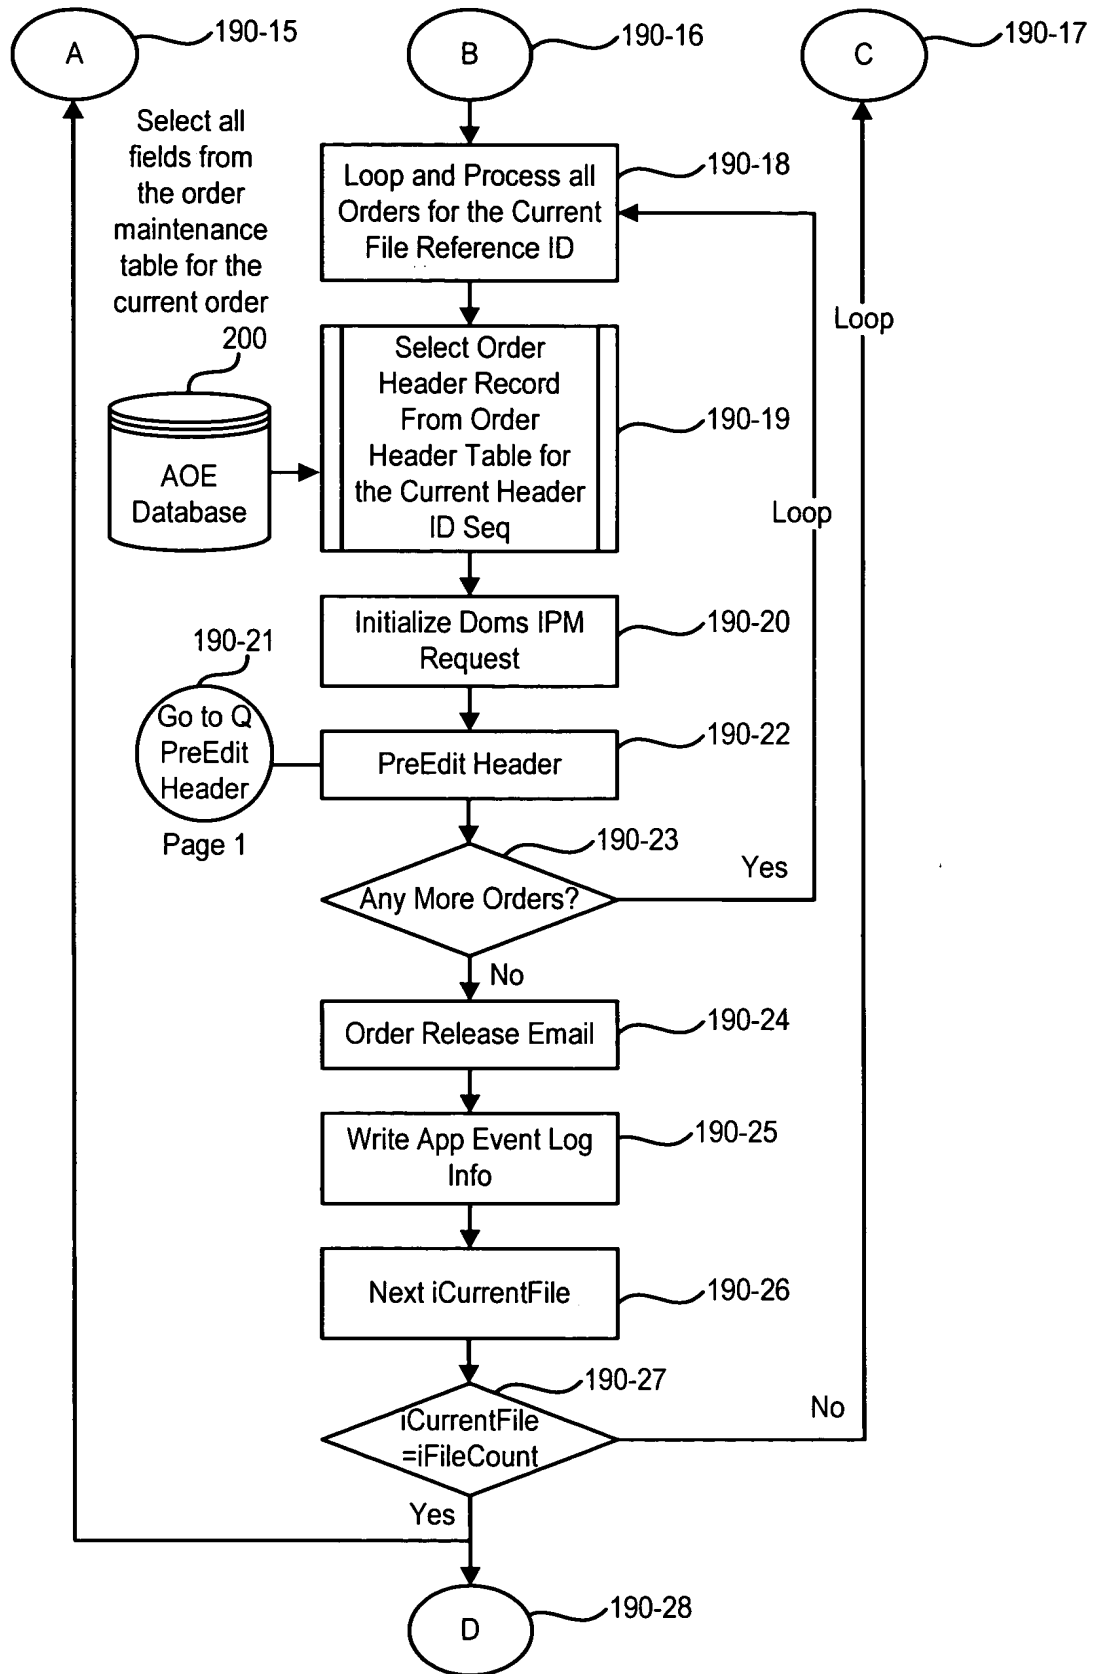 A
190-15
B
190-16
C
190-17
Select all
fields from
the order
maintenance
table for the
current order
200
AOE
Database
Loop and Process all
Orders for the Current
File Reference ID
190-18
Loop
Loop
Select Order
Header Record
From Order
Header Table for
the Current Header
ID Seq
190-19
Initialize Doms IPM
Request
190-20
190-21
Go to Q
PreEdit
Header
Page 1
PreEdit Header
190-22
190-23
Any More Orders?
Yes
No
Order Release Email
190-24
Write App Event Log
Info
190-25
Next iCurrentFile
190-26
190-27
iCurrentFile
=iFileCount
No
Yes
D
190-28